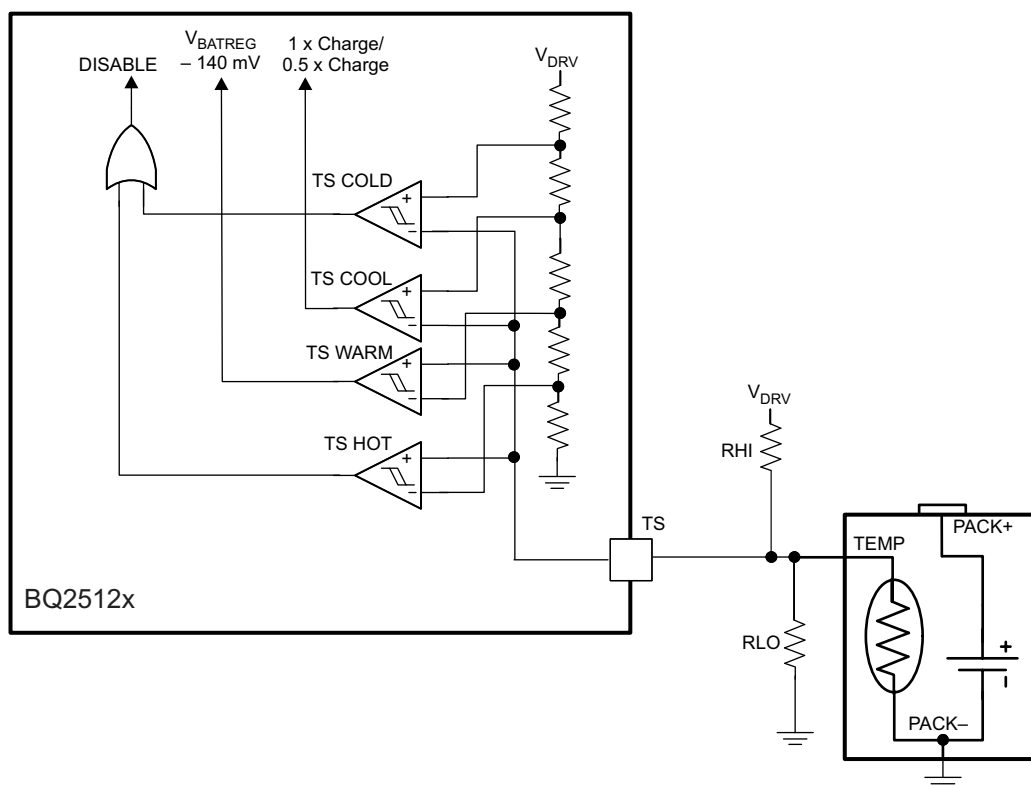 DISABLE
VBATREG
– 140 mV
1 x Charge/
0.5 x Charge
VDRV
TS COLD
+
–
TS COOL
+
–
TS WARM
+
–
TS HOT
+
–
TS
BQ2512x
VDRV
RHI
RLO
TEMP
PACK+
+
–
PACK–